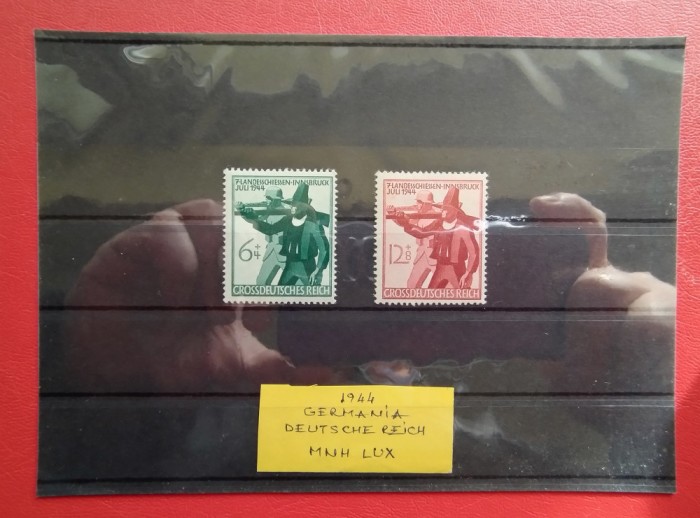 7·LANDESSCHIESSEN·INNSBRUCK
JULI 1944
6+4
GROSSDEUTSCHES REICH
7·LANDESSCHIESSEN·INNSBRUCK
JULI 1944
12+8
GROSSDEUTSCHES REICH
1944
GERMANIA
DEUTSCHE REICH
MNH LUX